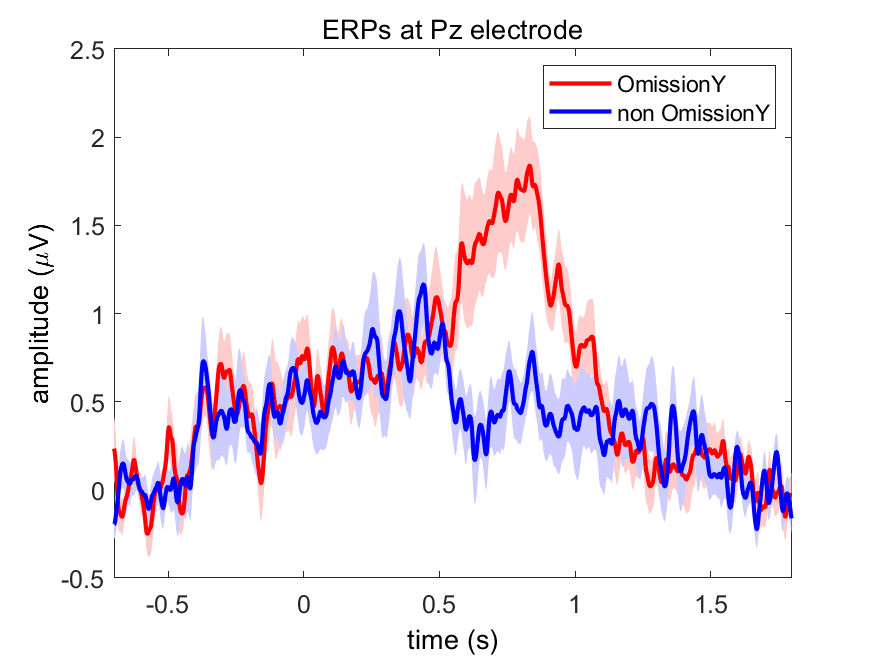 ERPs at Pz electrode
2.5
2
1.5
1
0.5
0
-0.5
amplitude (μV)
OmissionY
non OmissionY
-0.5 0 0.5 1 1.5
time (s)